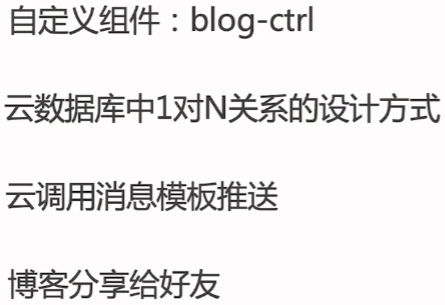 自定义组件：blog-ctrl
云数据库中1对N关系的设计方式
云调用消息模板推送
博客分享给好友